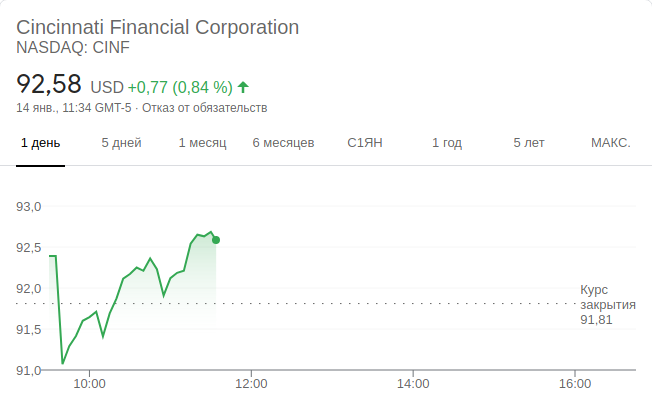 Cincinnati Financial Corporation
NASDAQ: CINF
92,58 USD +0,77 (0,84 %)
14 янв., 11:34 GMT-5 · Отказ от обязательств
1 день 5 дней 1 месяц 6 месяцев С1ЯН 1 год 5 лет МАКС.
93,0
92,5
92,0
Курс
закрытия
91,81
91,5
91,0
10:00 12:00 14:00 16:00